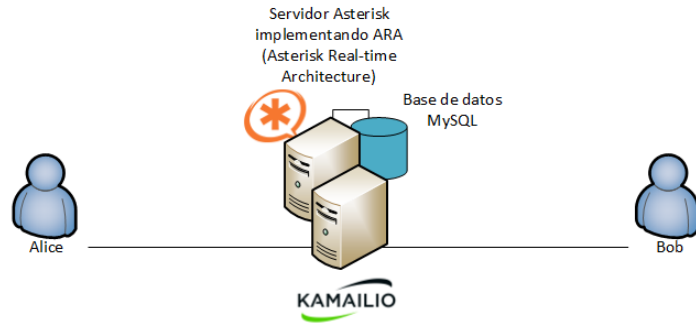 Servidor Asterisk
implementando ARA
(Asterisk Real-time
Architecture)
Base de datos
MySQL
Alice
Bob
KAMAILIO